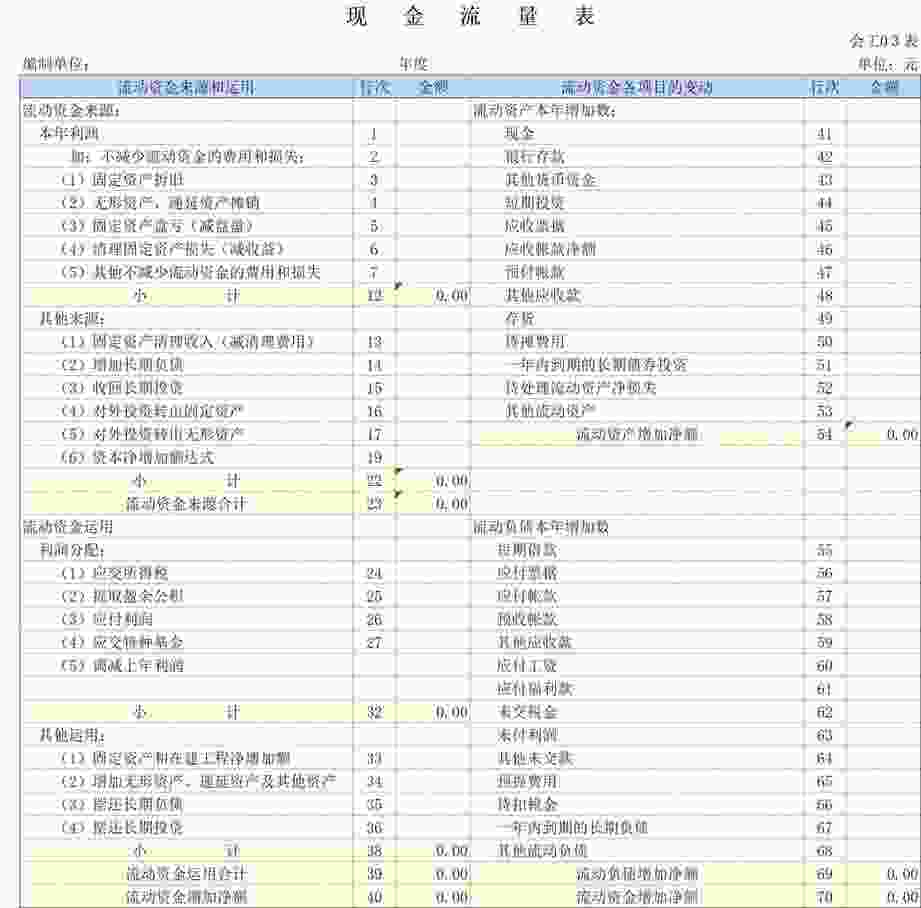 现 金 流 量 表
会工03表
编制单位： 年度 单位：元
流动资金来源和运用 行次 金额 流动资金各项目的变动 行次 金额
流动资金来源： 流动资产本年增加数：
本年利润 1 现金 41
加：不减少流动资金的费用和损失： 2 银行存款 42
（1）固定资产折旧 3 其他货币资金 43
（2）无形资产、递延资产摊销 4 短期投资 44
（3）固定资产盘亏（减盘盈） 5 应收票据 45
（4）清理固定资产损失（减收益） 6 应收帐款净额 46
（5）其他不减少流动资金的费用和损失 7 预付帐款 47
小 计 12 0.00 其他应收款 48
其他来源： 存货 49
（1）固定资产清理收入（减清理费用） 13 待摊费用 50
（2）增加长期负债 14 一年内到期的长期债券投资 51
（3）收回长期投资 15 待处理流动资产净损失 52
（4）对外投资转出固定资产 16 其他流动资产 53
（5）对外投资转出无形资产 17 流动资产增加净额 54 0.00
（6）资本净增加额达式 19
小 计 22 0.00
流动资金来源合计 23 0.00
流动资金运用 流动负债本年增加数
利润分配： 短期借款 55
（1）应交所得税 24 应付票据 56
（2）提取盈余公积 25 应付帐款 57
（3）应付利润 26 预收帐款 58
（4）应交特种基金 27 其他应收款 59
（5）调减上年利润 应付工资 60
应付福利款 61
小 计 32 0.00 未交税金 62
其他运用： 未付利润 63
（1）固定资产和在建工程净增加额 33 其他未交款 64
（2）增加无形资产、递延资产及其他资产 34 预提费用 65
（3）偿还长期负债 35 待扣税金 66
（4）偿还长期投资 36 一年内到期的长期负债 67
小 计 38 0.00 其他流动负债 68
流动资金运用合计 39 0.00 流动负债增加净额 69 0.00
流动资金增加净额 40 0.00 流动资金增加净额 70 0.00